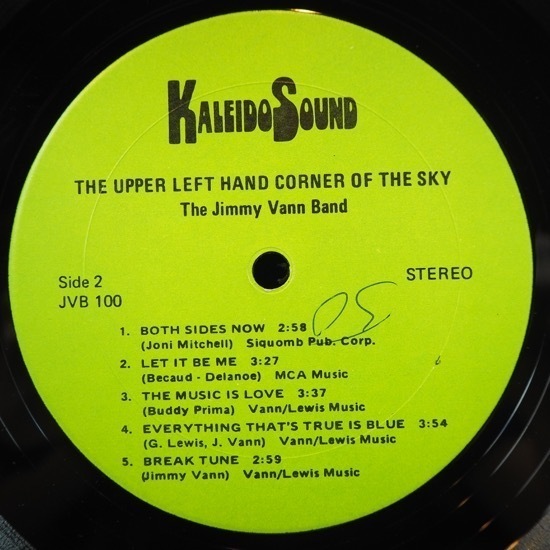 KALEIDOSOUND
THE UPPER LEFT HAND CORNER OF THE SKY
The Jimmy Vann Band
Side 2
JVB 100
STEREO
1. BOTH SIDES NOW 2:58
(Joni Mitchell) Siquomb Pub. Corp.
2. LET IT BE ME 3:27
(Becaud - Delanoe) MCA Music
3. THE MUSIC IS LOVE 3:37
(Buddy Prima) Vann/Lewis Music
4. EVERYTHING THAT'S TRUE IS BLUE 3:54
(G. Lewis, J. Vann) Vann/Lewis Music
5. BREAK TUNE 2:59
(Jimmy Vann) Vann/Lewis Music